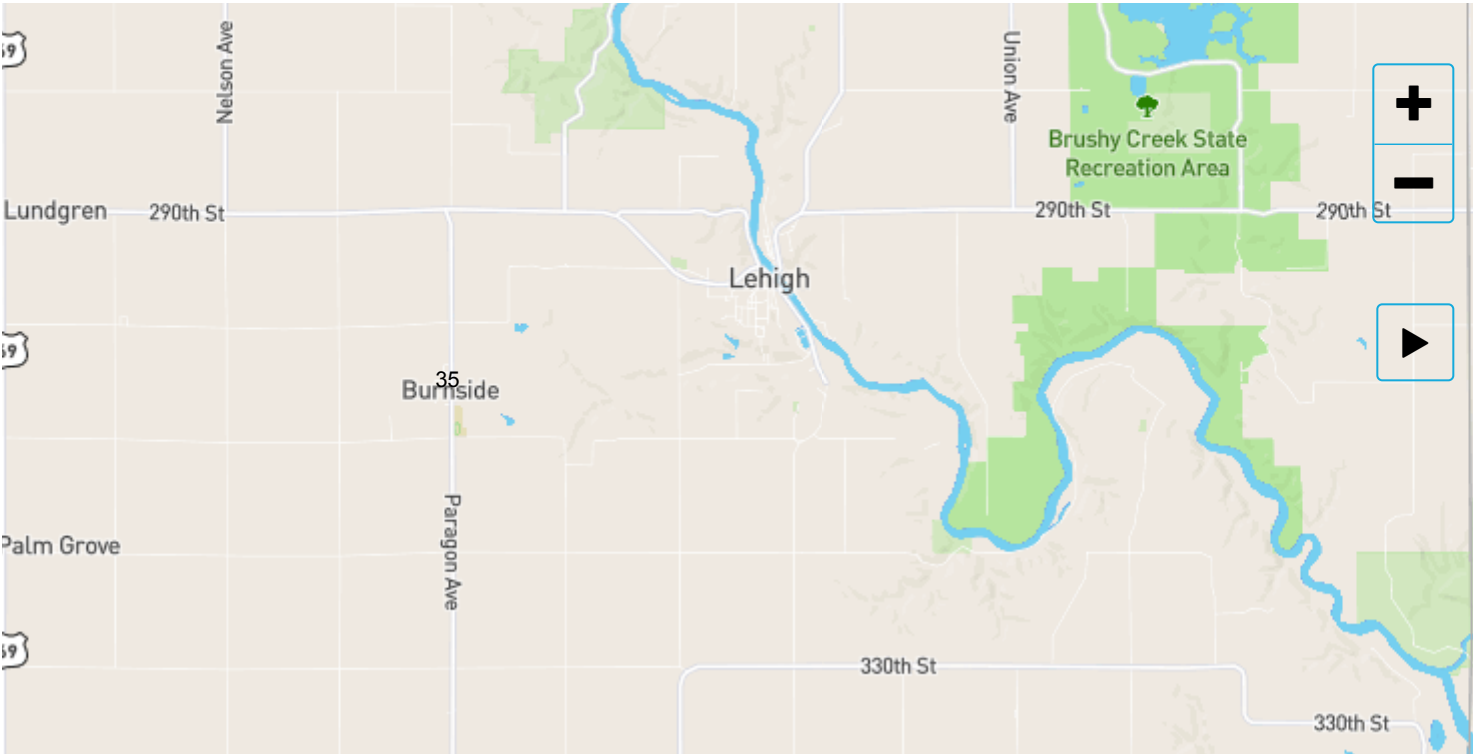 Nelson Ave
Union Ave
Brushy Creek State
Recreation Area
Lundgren
290th St
290th St
290th St
Lehigh
35
Burnside
Paragon Ave
Palm Grove
330th St
330th St